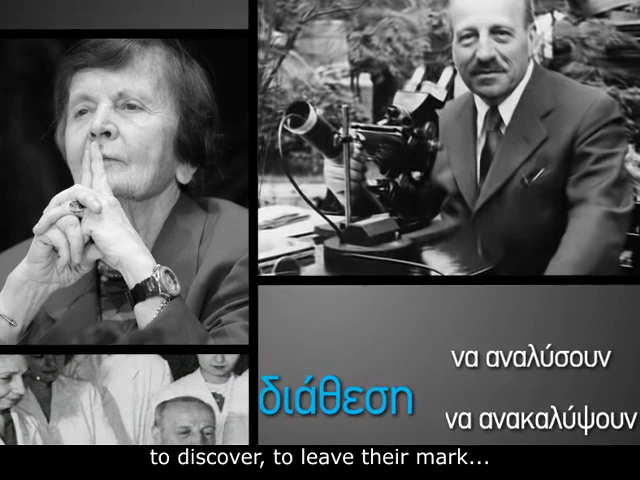 να αναλύσουν
διάθεση
να ανακαλύψουν
to discover, to leave their mark...